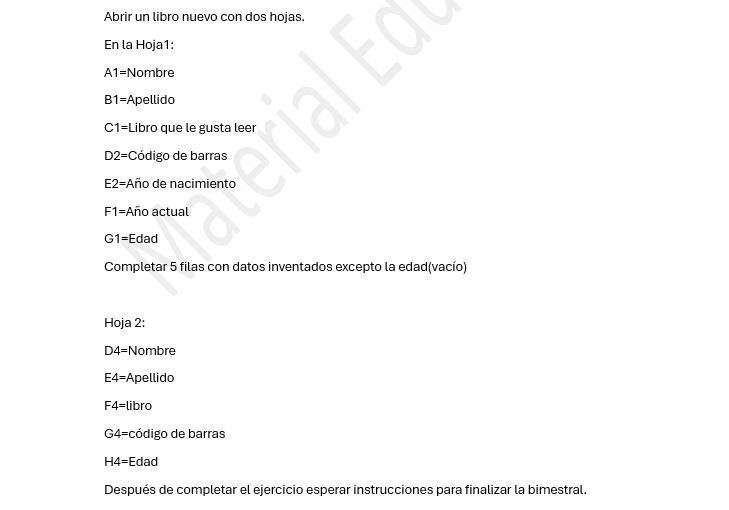 Abrir un libro nuevo con dos hojas.
En la Hoja1:
A1=Nombre
B1=Apellido
C1=Libro que le gusta leer
D2=Código de barras
E2=Año de nacimiento
F1=Año actual
G1=Edad
Completar 5 filas con datos inventados excepto la edad(vacío)
Hoja 2:
D4=Nombre
E4=Apellido
F4=libro
G4=código de barras
H4=Edad
Después de completar el ejercicio esperar instrucciones para finalizar la bimestral.
Material Edu